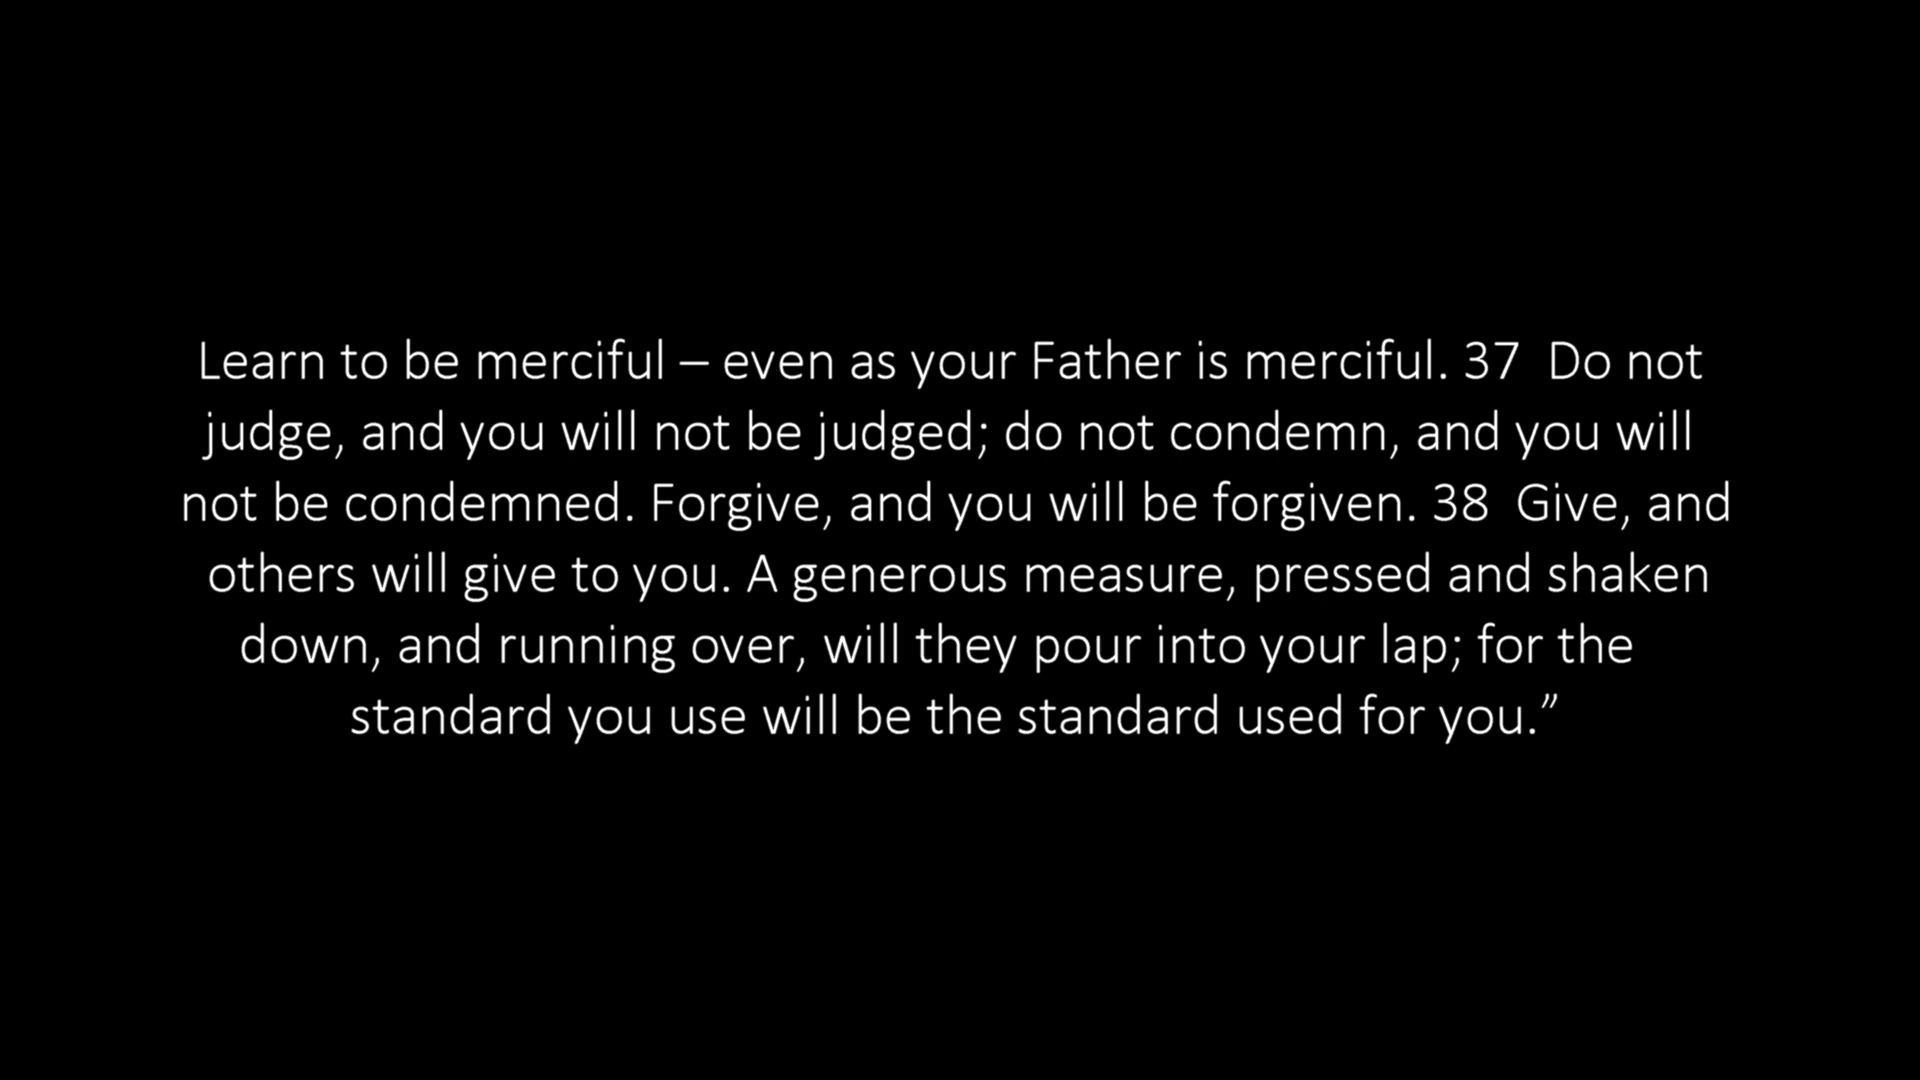 Learn to be merciful – even as your Father is merciful. 37  Do not
judge, and you will not be judged; do not condemn, and you will
not be condemned. Forgive, and you will be forgiven. 38  Give, and
others will give to you. A generous measure, pressed and shaken
down, and running over, will they pour into your lap; for the
standard you use will be the standard used for you.”